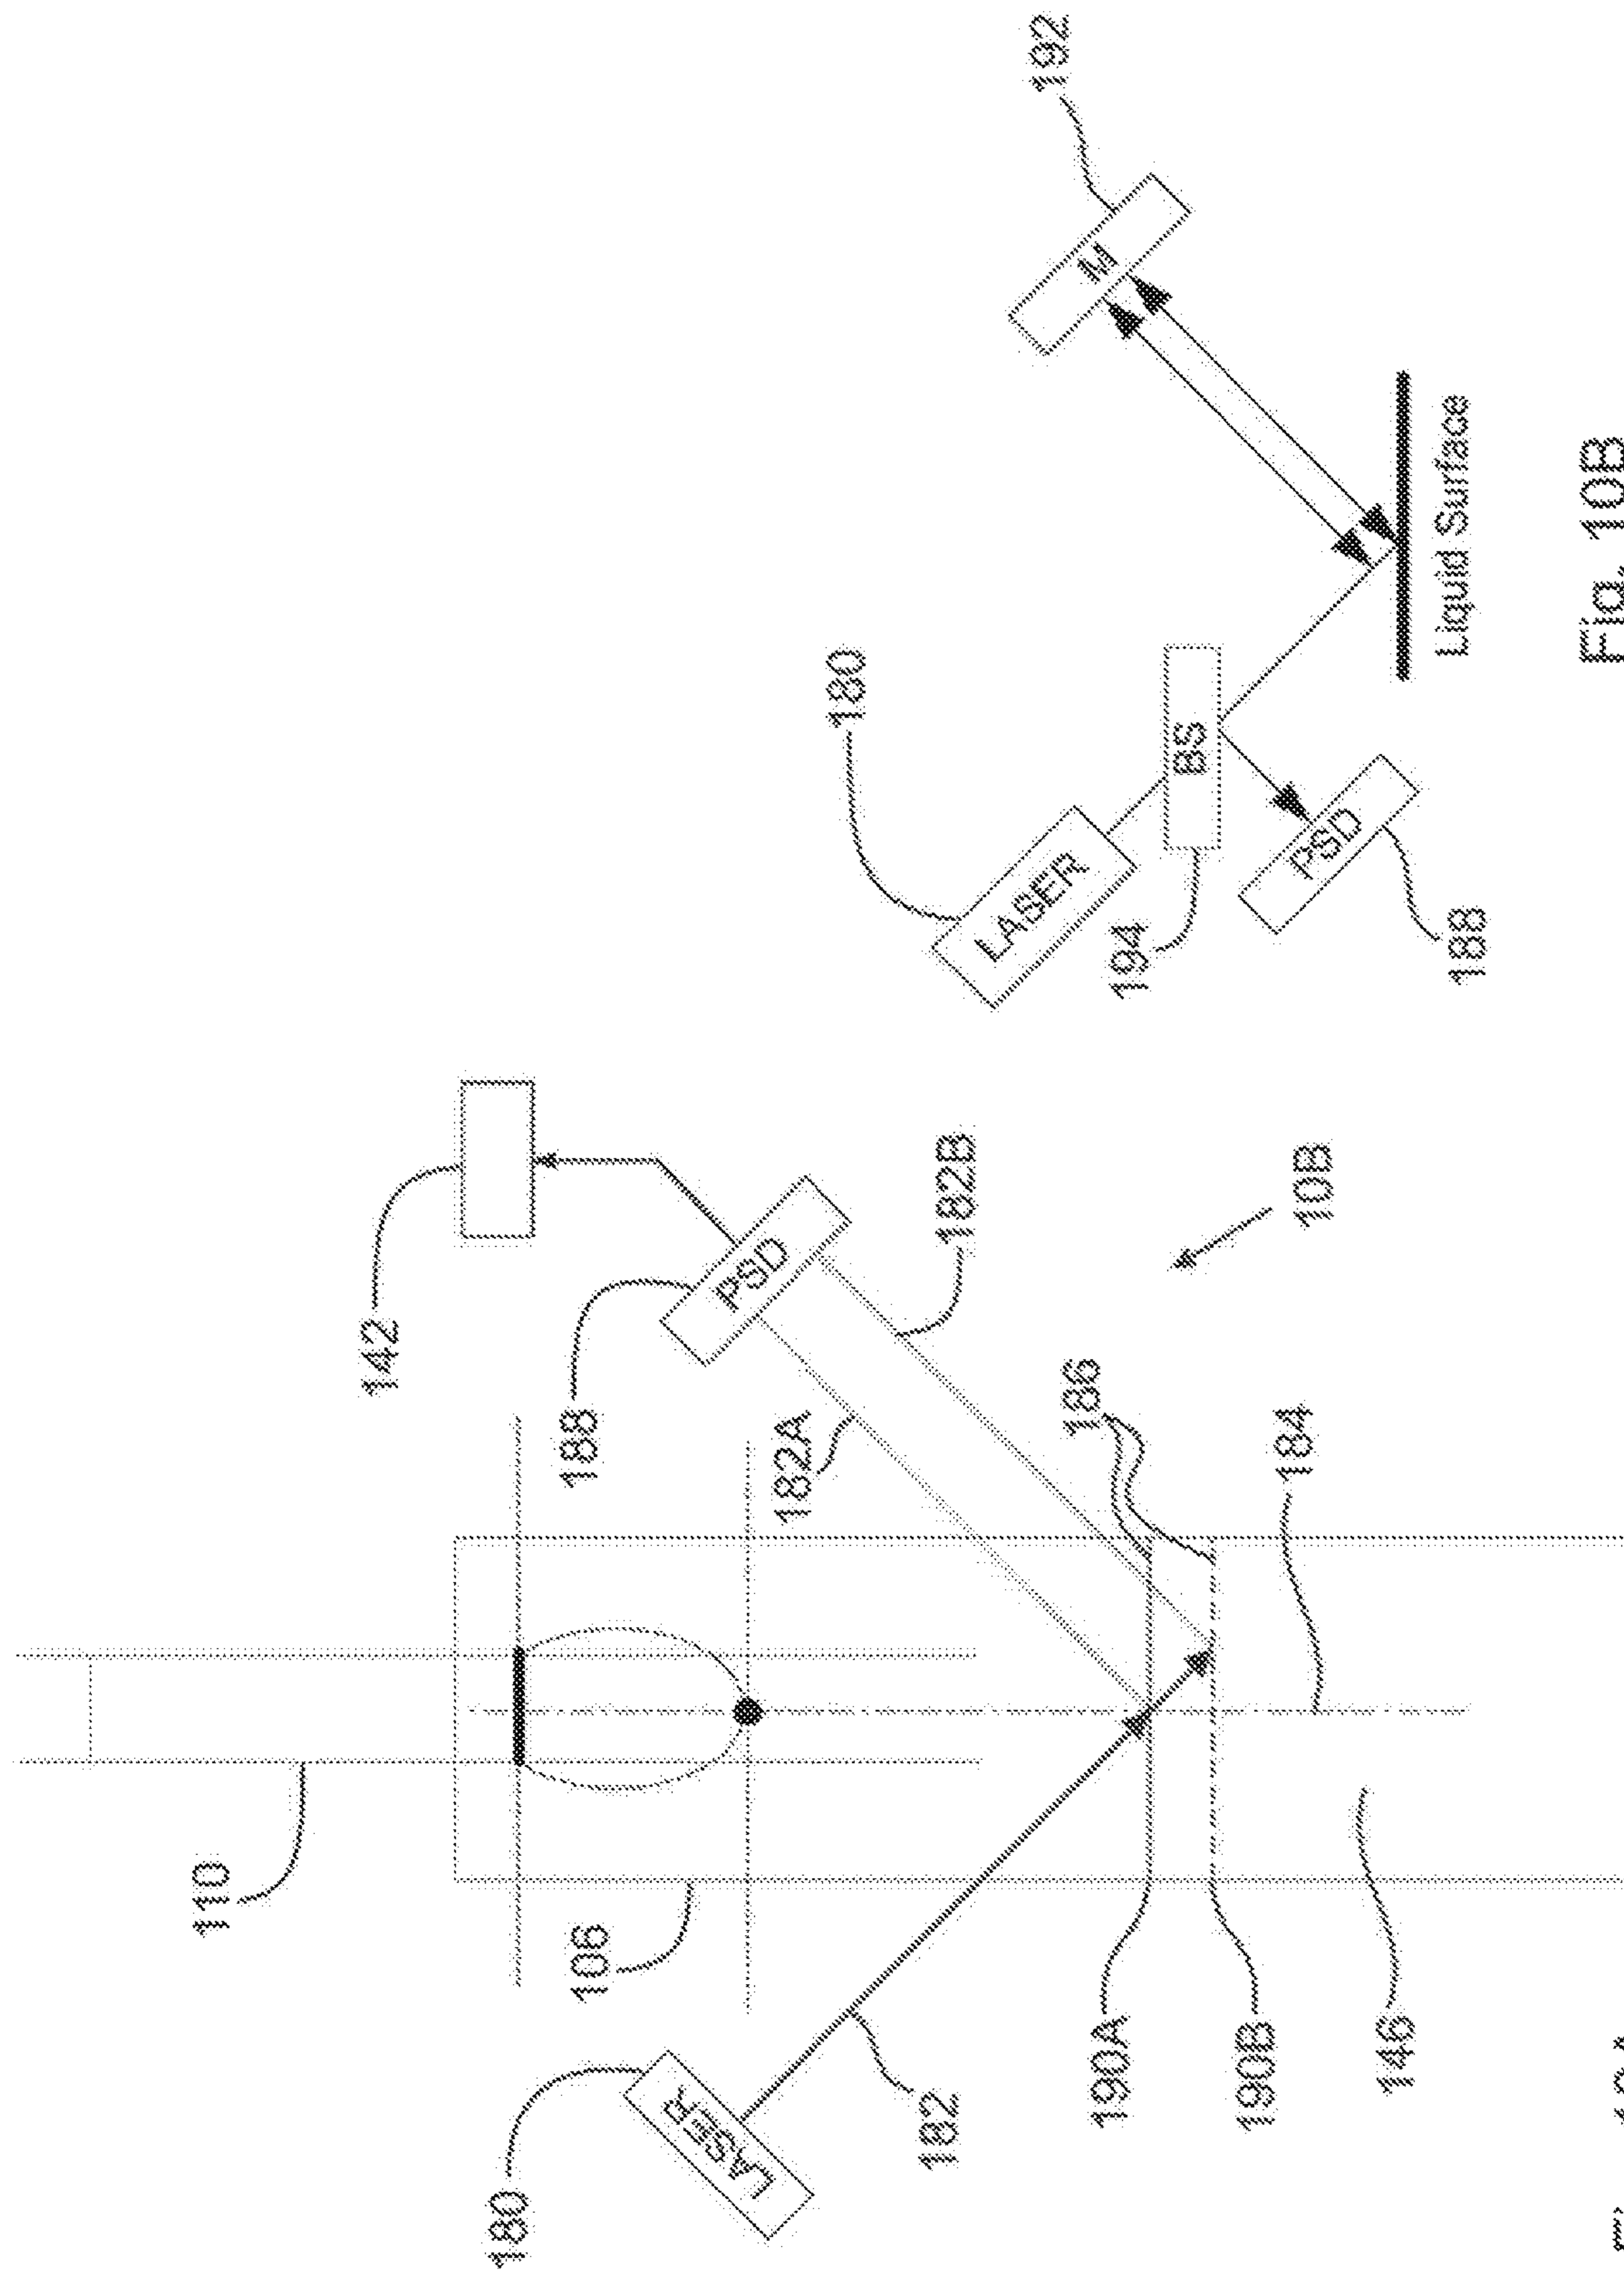 110
142
106
188
PSD
180
LASER
182A
182B
182
186
190A
190B
184
146
10B
180
LASER
194
BS
PSD
188
M
192
Liquid Surface
Fig. 10B